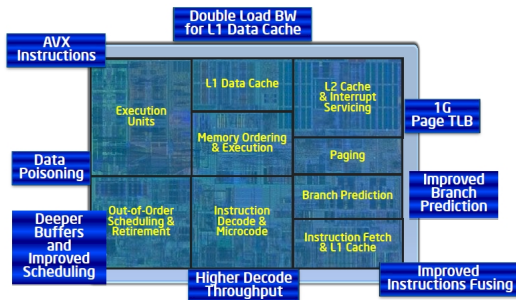 Double Load BW
for L1 Data Cache
AVX
Instructions
L1 Data Cache
L2 Cache
& Interrupt
Servicing
Execution
Units
1G
Page TLB
Memory Ordering
& Execution
Paging
Data
Poisoning
Improved
Branch
Prediction
Branch Prediction
Out-of-Order
Scheduling &
Retirement
Instruction
Decode &
Microcode
Deeper
Buffers
and
Improved
Scheduling
Instruction Fetch
& L1 Cache
Higher Decode
Throughput
Improved
Instructions Fusing